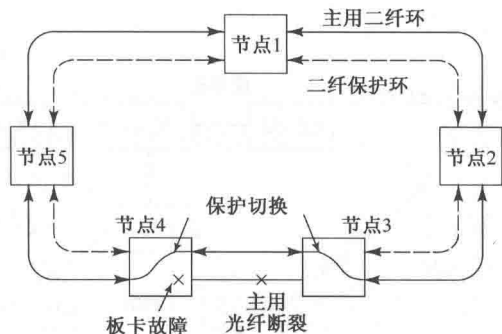 主用二纤环
节点1
二纤保护环
节点5
节点2
保护切换
节点4
节点3
主用
光纤断裂
板卡故障